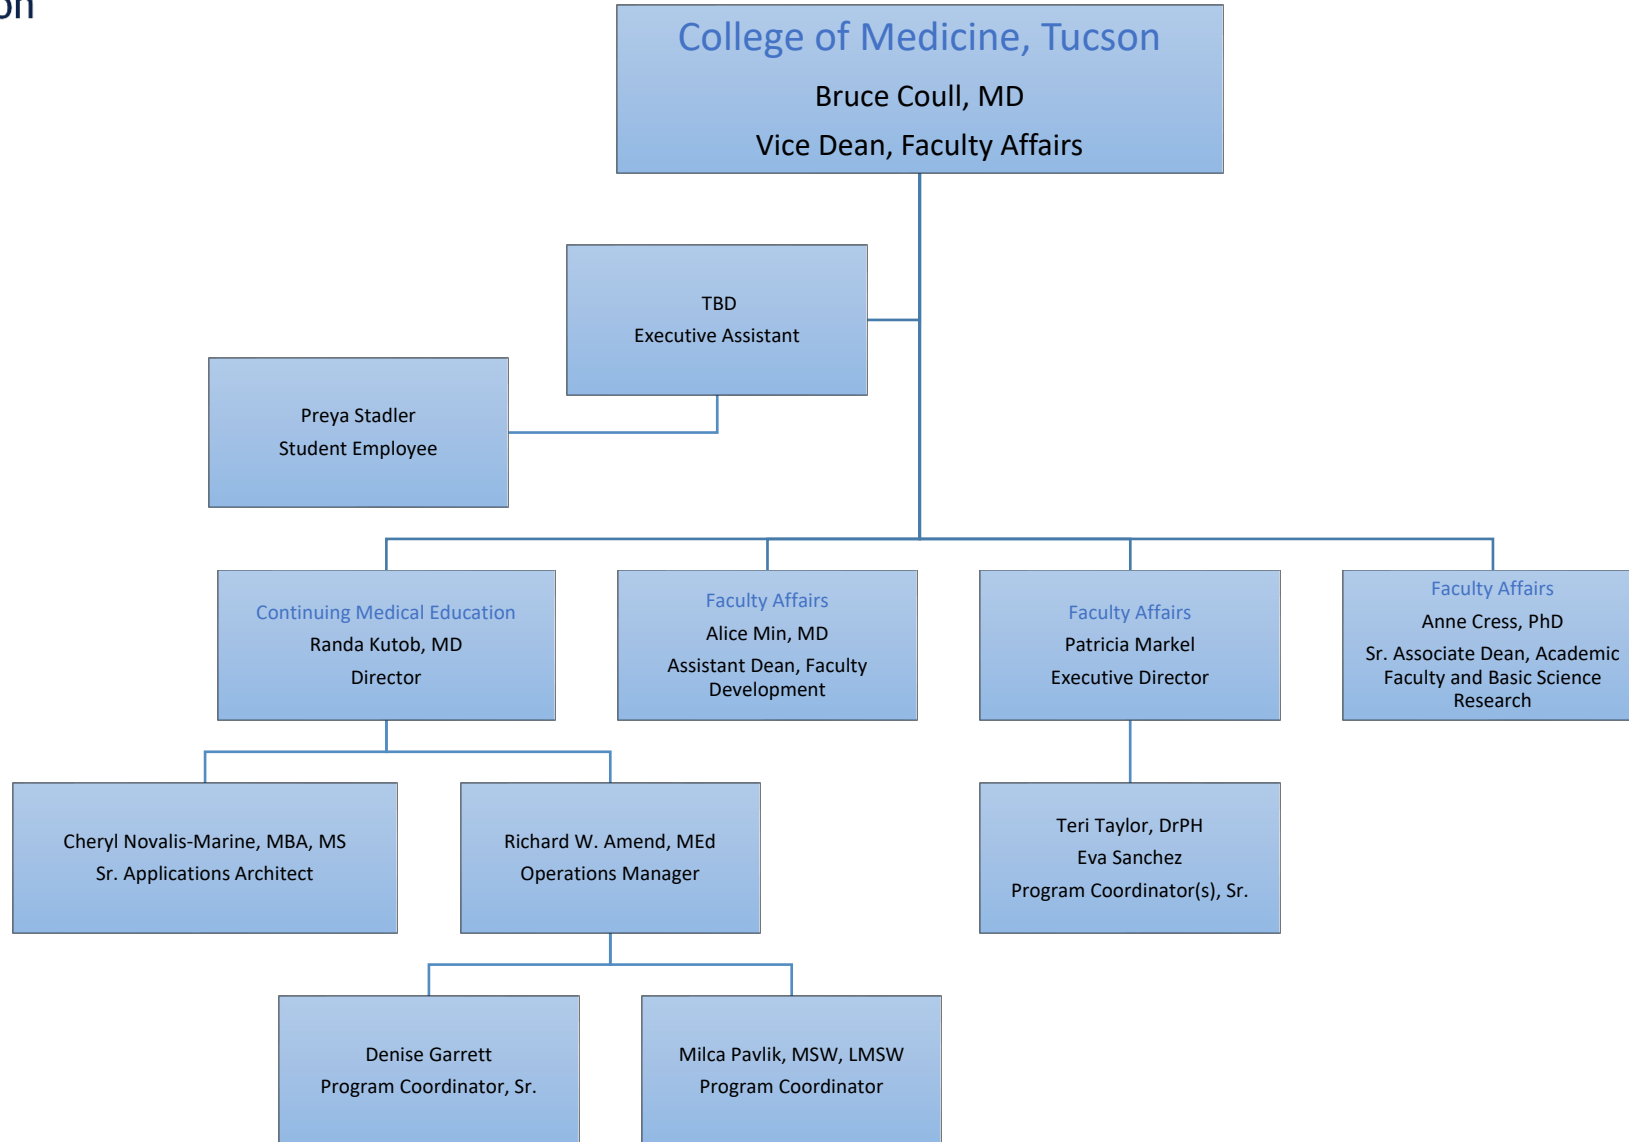 on
College of Medicine, Tucson
Bruce Coull, MD
Vice Dean, Faculty Affairs
TBD
Executive Assistant
Preya Stadler
Student Employee
Continuing Medical Education
Randa Kutob, MD
Director
Faculty Affairs
Alice Min, MD
Assistant Dean, Faculty
Development
Faculty Affairs
Patricia Markel
Executive Director
Faculty Affairs
Anne Cress, PhD
Sr. Associate Dean, Academic
Faculty and Basic Science
Research
Cheryl Novalis-Marine, MBA, MS
Sr. Applications Architect
Richard W. Amend, MEd
Operations Manager
Teri Taylor, DrPH
Eva Sanchez
Program Coordinator(s), Sr.
Denise Garrett
Program Coordinator, Sr.
Milca Pavlik, MSW, LMSW
Program Coordinator